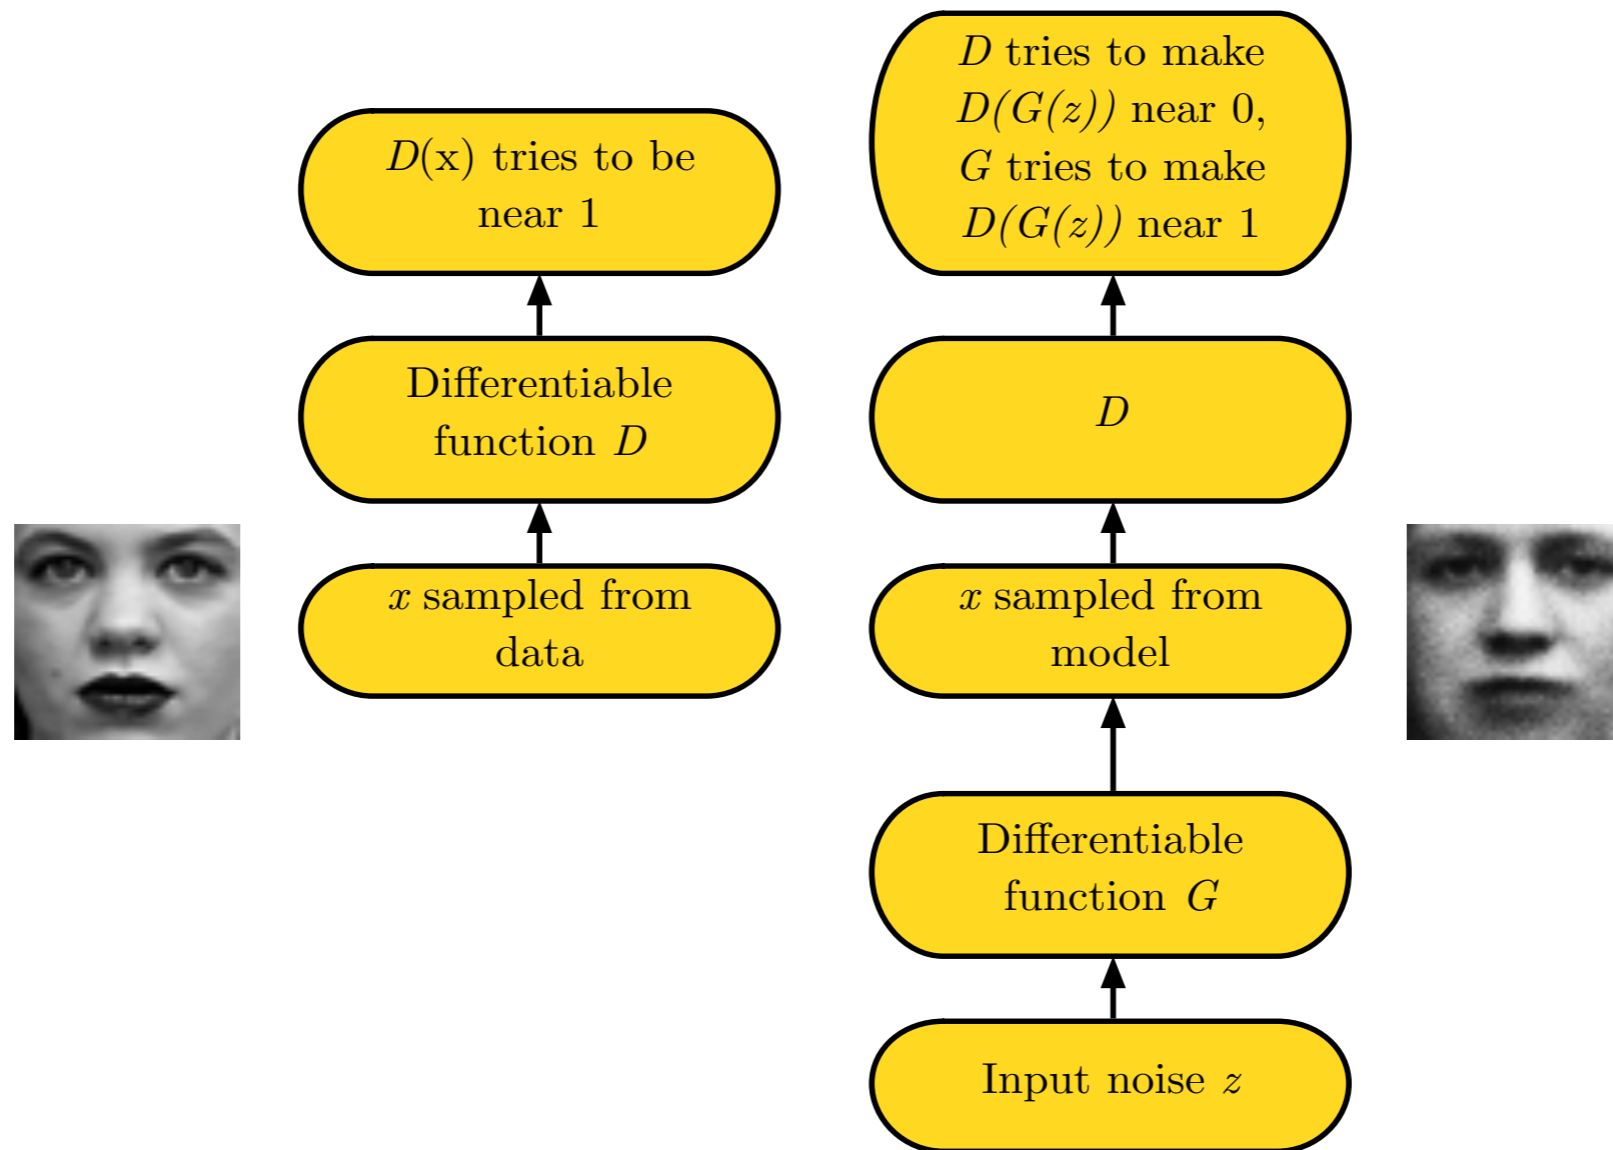 D(x) tries to be
near 1
Differentiable
function D
x sampled from
data
D tries to make
D(G(z)) near 0,
G tries to make
D(G(z)) near 1
D
x sampled from
model
Differentiable
function G
Input noise z